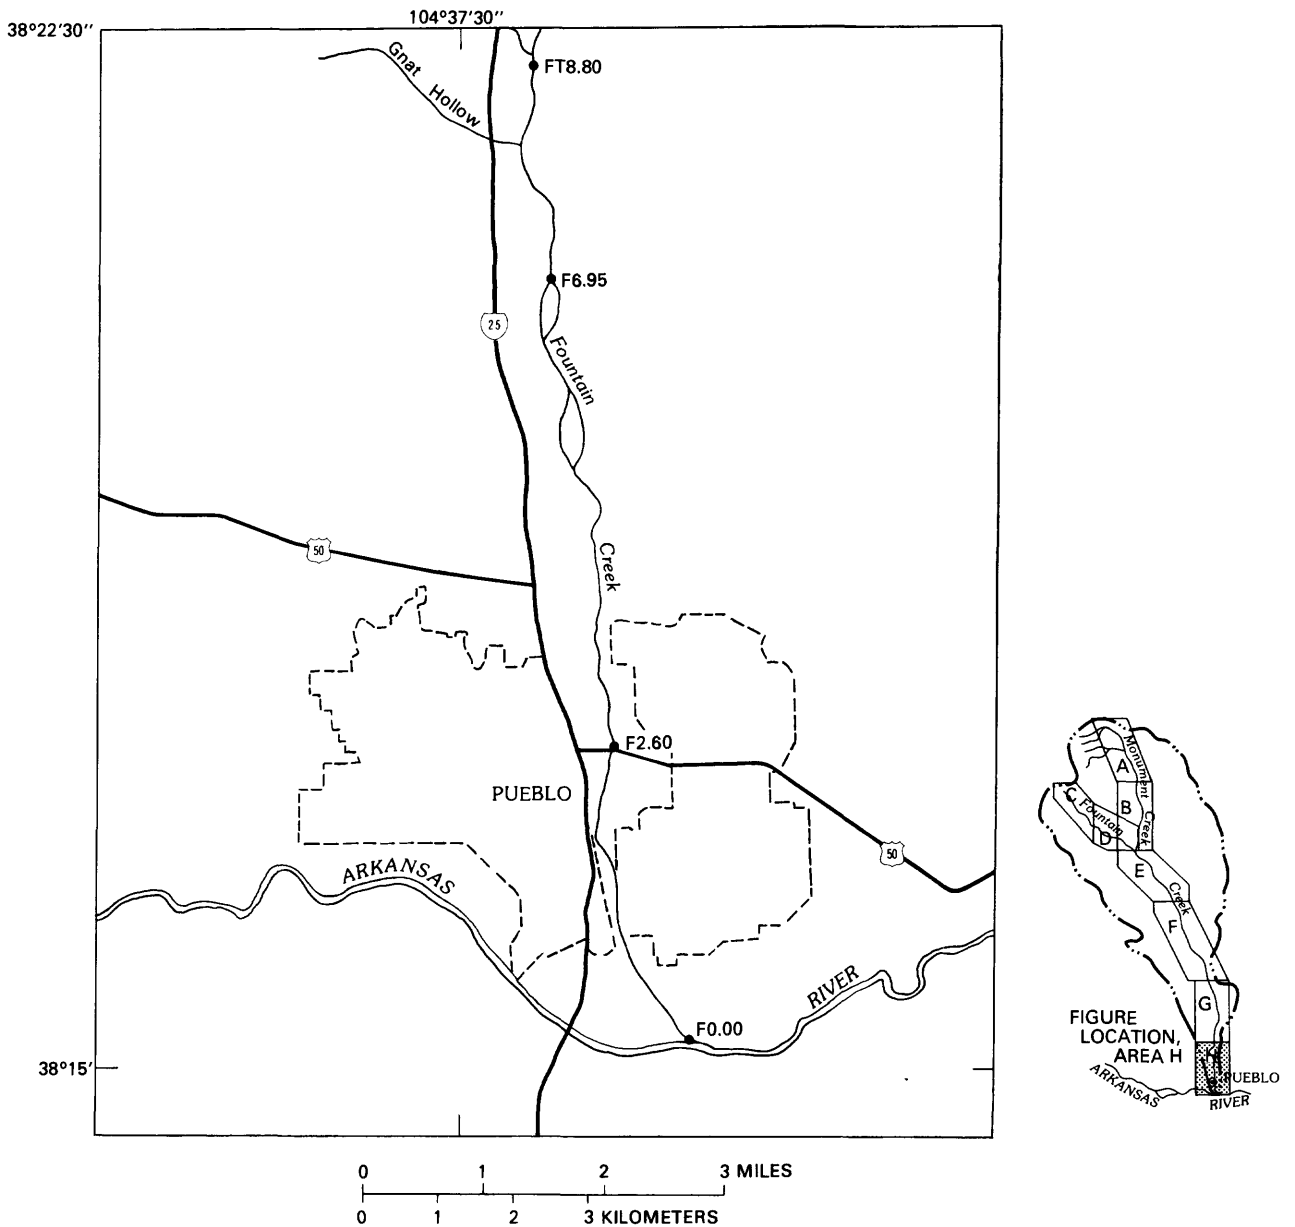 104°37'30"
38°22'30"
Gnat
Hollow
FT8.80
F6.95
25
Fountain
50
Creek
F2.60
PUEBLO
50
ARKANSAS
RIVER
F0.00
38°15'
0 1 2 3 MILES
0 1 2 3 KILOMETERS
Monument
A
B
C
Fountain
Creek
D
E
Creek
F
G
FIGURE
LOCATION,
AREA H
H
PUEBLO
ARKANSAS
RIVER